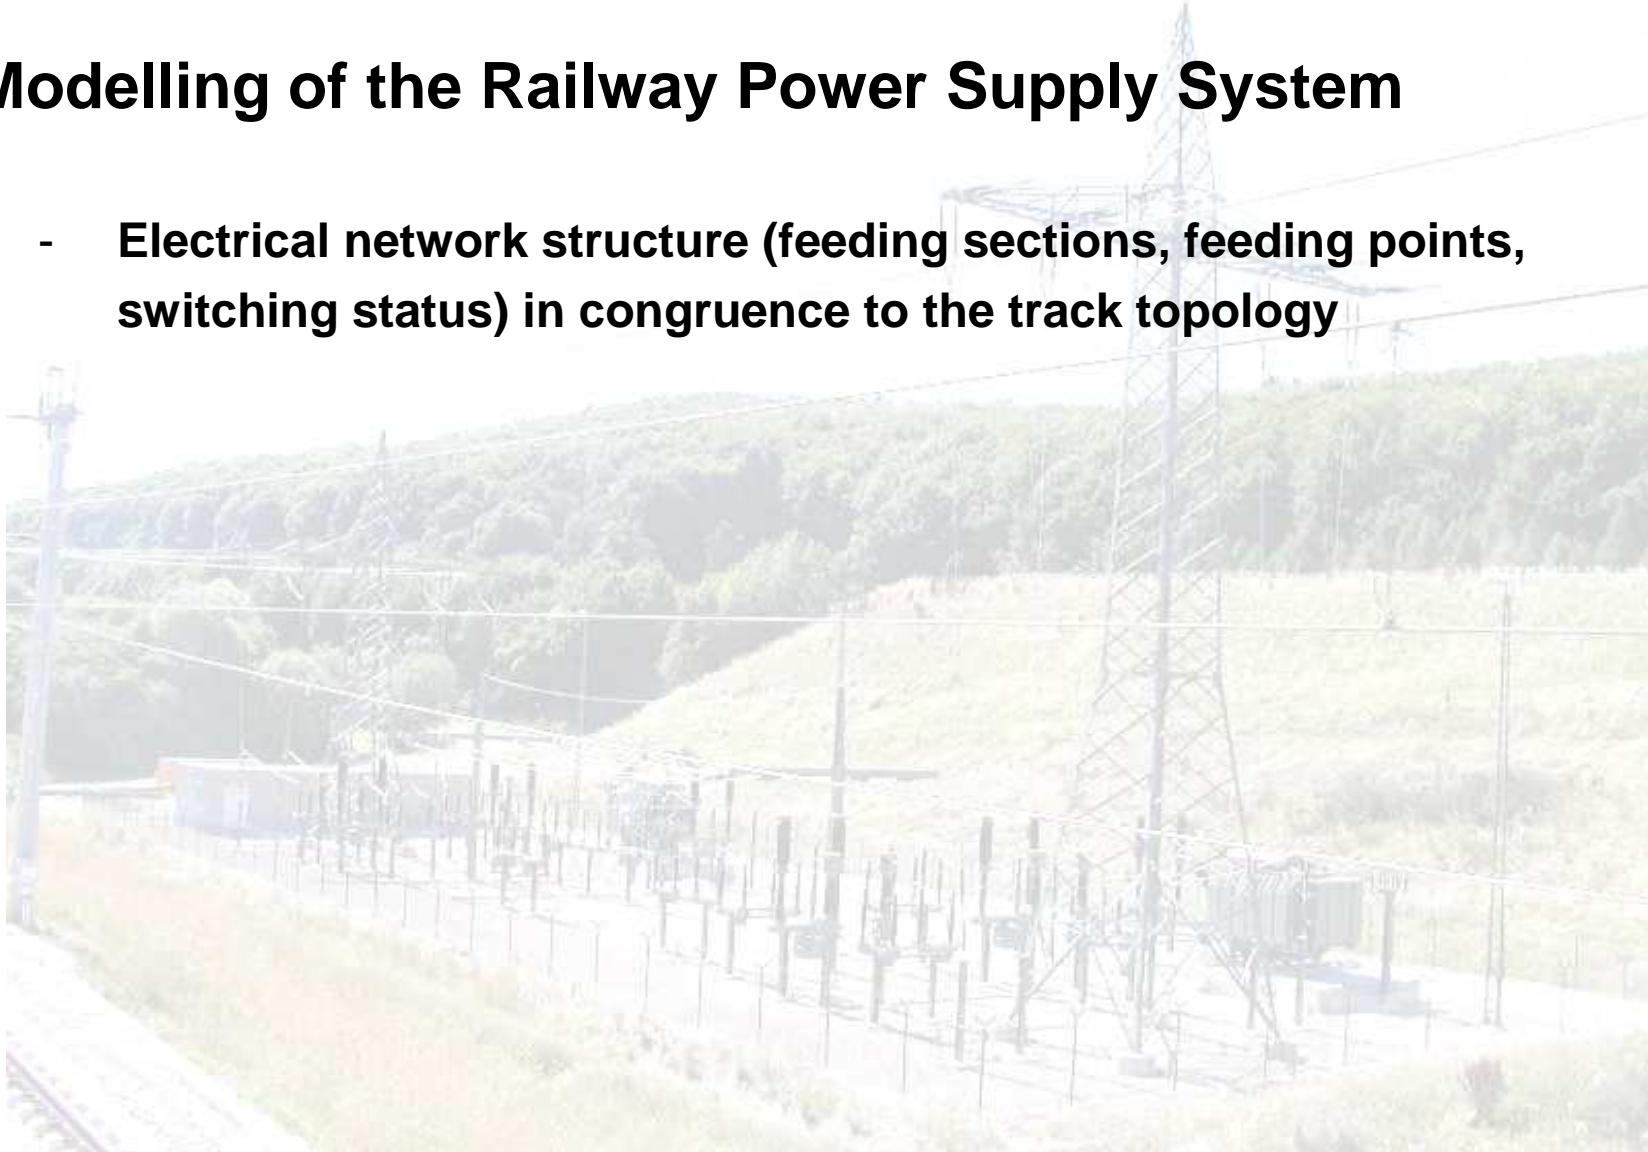 Modelling of the Railway Power Supply System
- Electrical network structure (feeding sections, feeding points,
switching status) in congruence to the track topology